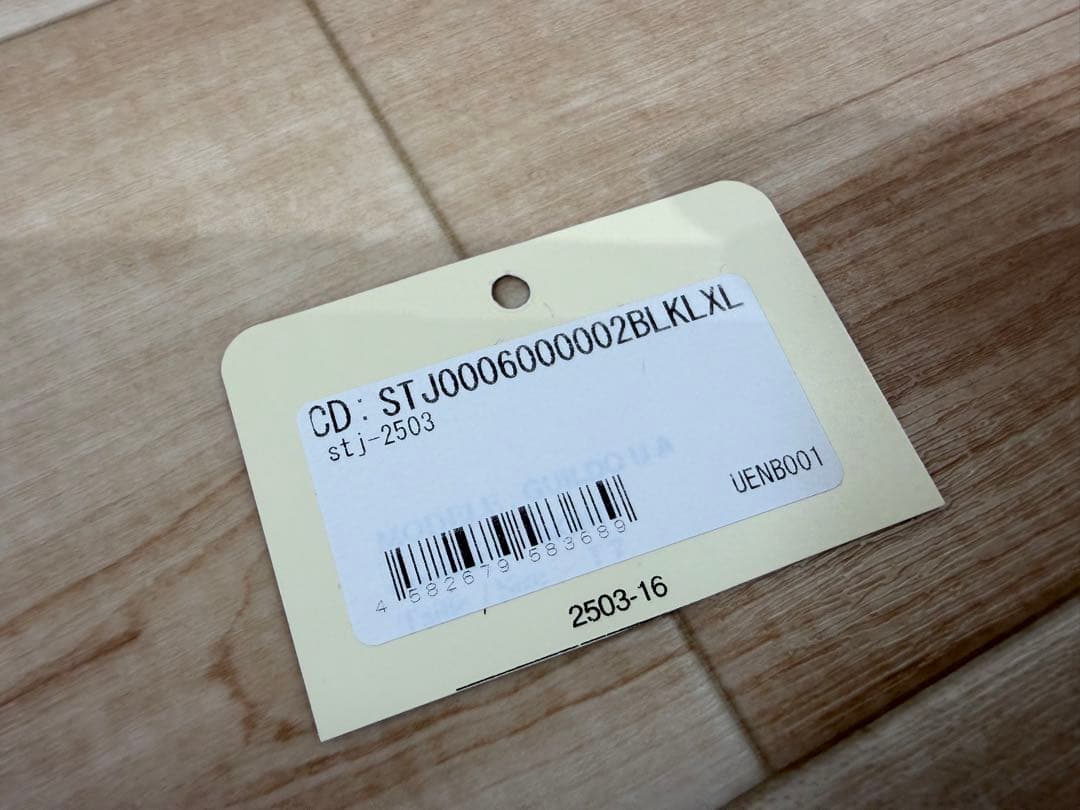 CD:STJ0006000002BLKLXL
stj-2503
UENB001
4 582679 583689
2503-16